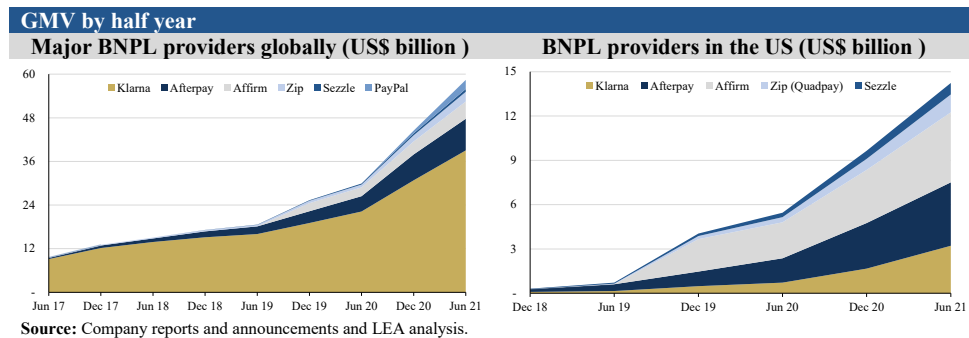 GMV by half year
Major BNPL providers globally (US$ billion )
60
Klarna Afterpay Affirm Zip Sezzle PayPal
48
36
24
12
-
Jun 17 Dec 17 Jun 18 Dec 18 Jun 19 Dec 19 Jun 20 Dec 20 Jun 21
BNPL providers in the US (US$ billion )
15
Klarna Afterpay Affirm Zip (Quadpay) Sezzle
12
9
6
3
-
Dec 18 Jun 19 Dec 19 Jun 20 Dec 20 Jun 21
Source: Company reports and announcements and LEA analysis.